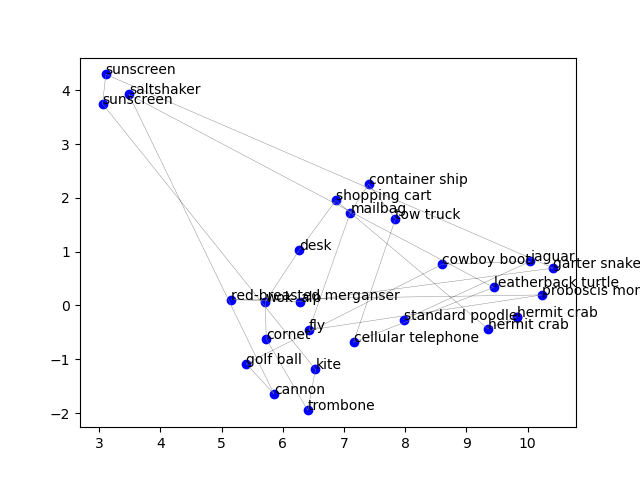 sunscreen
saltshaker
sunscreen
container ship
shopping cart
mailbag
tow truck
desk
cowboy boot
jaguar
garter snake
leatherback turtle
proboscis mon
red-breasted merganser
wok
alp
standard poodle
hermit crab
hermit crab
fly
cornet
cellular telephone
golf ball
kite
cannon
trombone
4
3
2
1
0
−1
−2
3 4 5 6 7 8 9 10